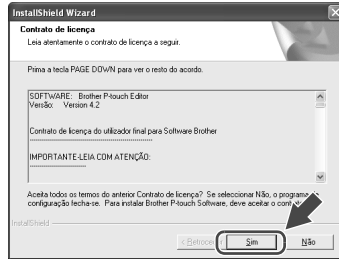 InstallShield Wizard
Contrato de licença
Leia atentamente o contrato de licença a seguir.
Prima a tecla PAGE DOWN para ver o resto do acordo.
SOFTWARE: Brother P-touch Editor
Versão: Version 4.2
Contrato de licença do utilizador final para Software Brother
IMPORTANTE-LEIA COM ATENÇÃO:
Aceita todos os termos do anterior Contrato de licença? Se seleccionar Não, o programa de
configuração fecha-se. Para instalar Brother P-touch Software, deve aceitar o
InstallShield
< Retroceder
Sim
Não